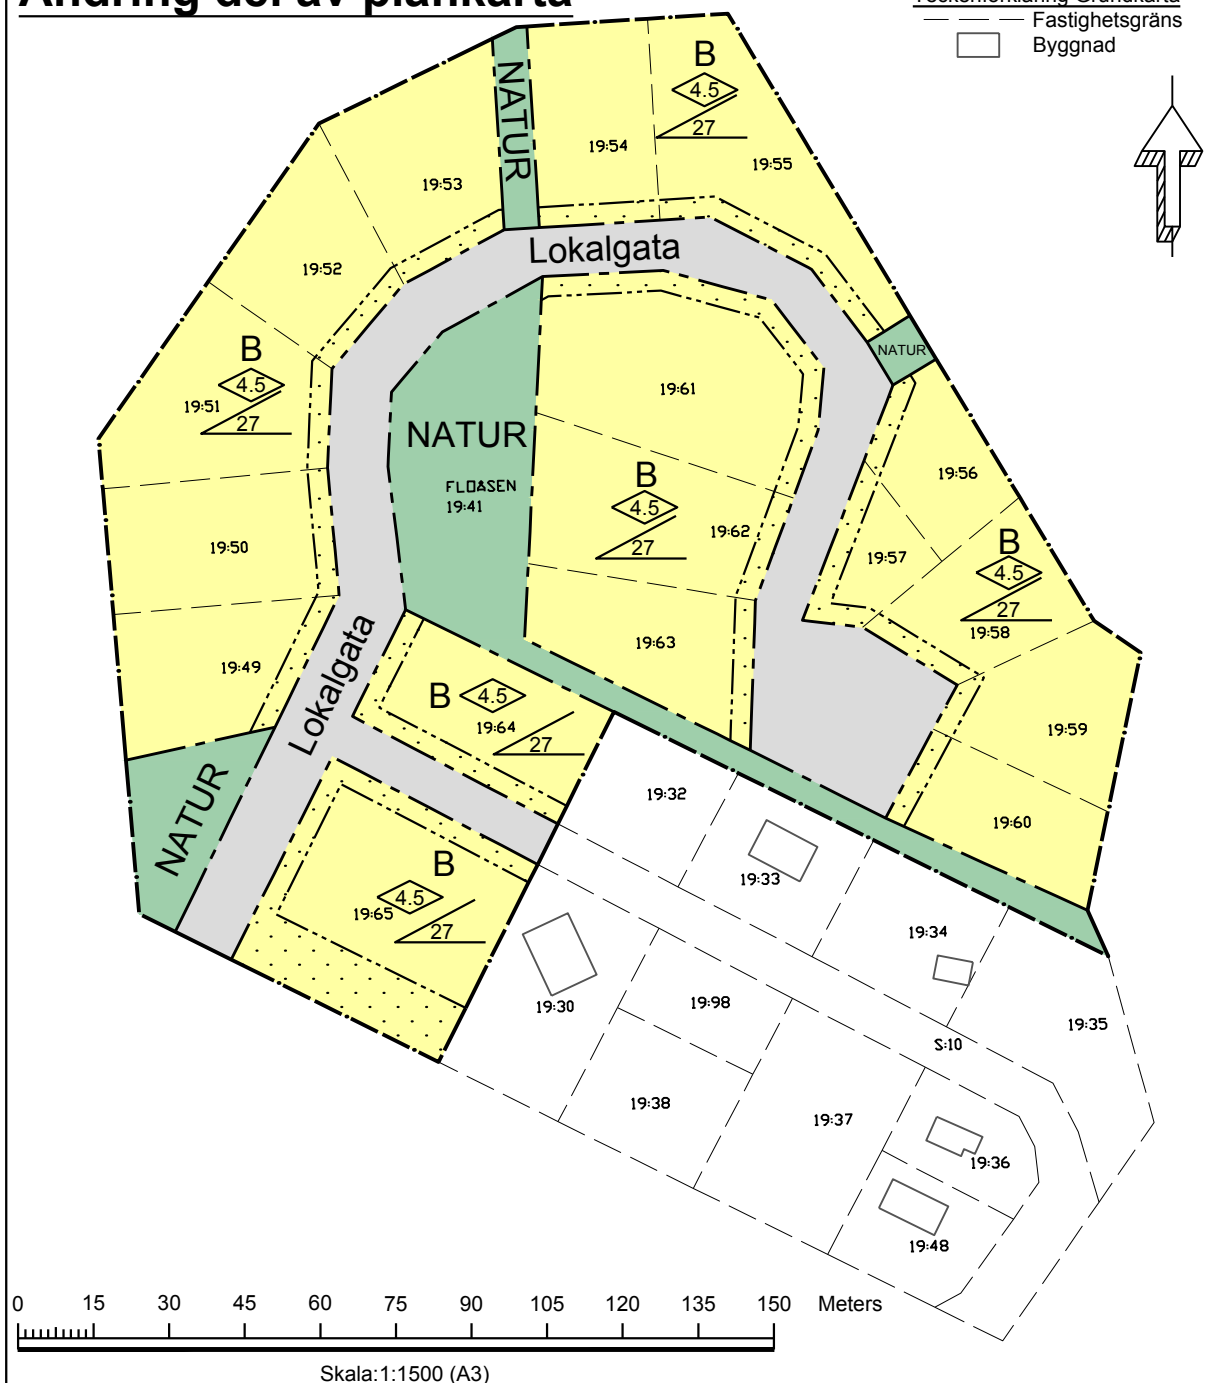 Ändring del av plankarta
Teckenförklaring Grundkarta
Fastighetsgräns
Byggnad
B
4.5
27
NATUR
19:54
19:55
19:53
Lokalgata
19:52
NATUR
B
4.5
19:51
27
19:61
NATUR
B
4.5
27
FLOÅSEN
19:41
19:62
19:56
19:50
19:57
B
4.5
27
19:58
19:63
19:49
Lokalgata
B
4.5
19:64
27
19:59
NATUR
19:32
19:60
B
4.5
19:65
27
19:33
19:34
19:30
19:98
19:35
S:10
19:38
19:37
19:36
19:48
0 15 30 45 60 75 90 105 120 135 150 Meters
Skala:1:1500 (A3)